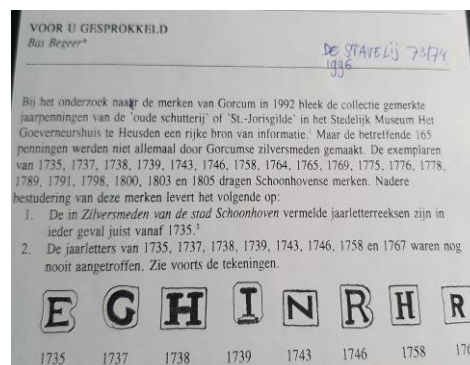 VOOR U GESPROKKELD
Bas Begeer*
DE STAVELIJ 73/74
1996
Bij het onderzoek naar de merken van Gorcum in 1992 bleek de collectie gemerkte
jaarpenningen van de `oude schutterij' of `St.-Jorisgilde' in het Stedelijk Museum Het
Goeverneurshuis te Heusden een rijke bron van informatie.¹ Maar de betreffende 165
penningen werden niet allemaal door Gorcumse zilversmeden gemaakt. De exemplaren
van 1735, 1737, 1738, 1739, 1743, 1746, 1758, 1764, 1765, 1769, 1775, 1776, 1778,
1789, 1791, 1798, 1800, 1803 en 1805 dragen Schoonhovense merken. Nadere
bestudering van deze merken levert het volgende op:
1. De in Zilversmeden van de stad Schoonhoven vermelde jaarletterreeksen zijn in
ieder geval juist vanaf 1735.²
2. De jaarletters van 1735, 1737, 1738, 1739, 1743, 1746, 1758 en 1767 waren nog
nooit aangetroffen. Zie voorts de tekeningen.
E G H I N R H R
1735 1737 1738 1739 1743 1746 1758 176